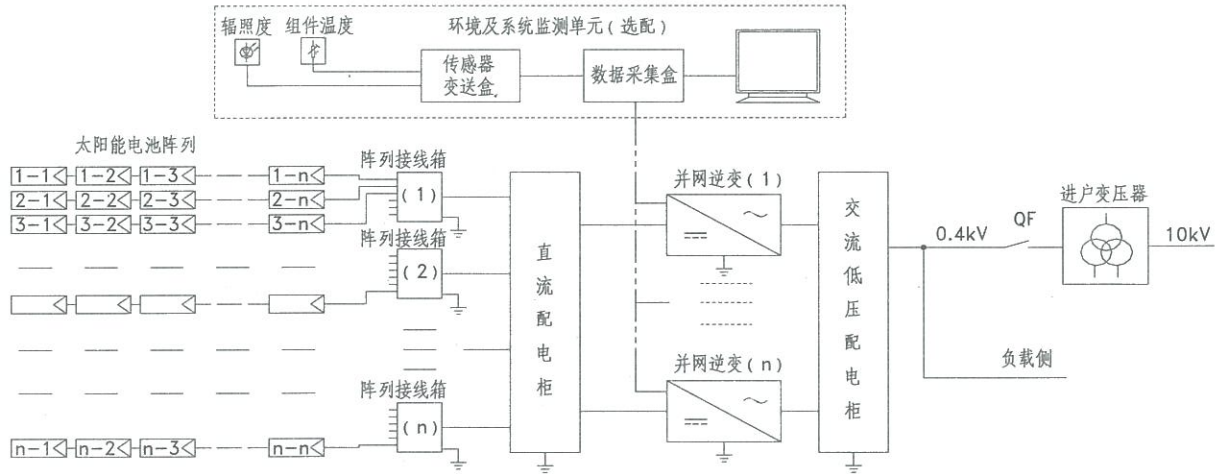 辐照度 组件温度 环境及系统监测单元(选配)
传感器
变送盒
数据采集盒
太阳能电池阵列
阵列接线箱
1-1 1-2 1-3 1-n
2-1 2-2 2-3 2-n
3-1 3-2 3-3 3-n
(1)
阵列接线箱
(2)
阵列接线箱
(n)
n-1 n-2 n-3 n-n
直流配电柜
并网逆变(1)
并网逆变(n)
交流低压配电柜
0.4kV
QF
进户变压器
10kV
负载侧